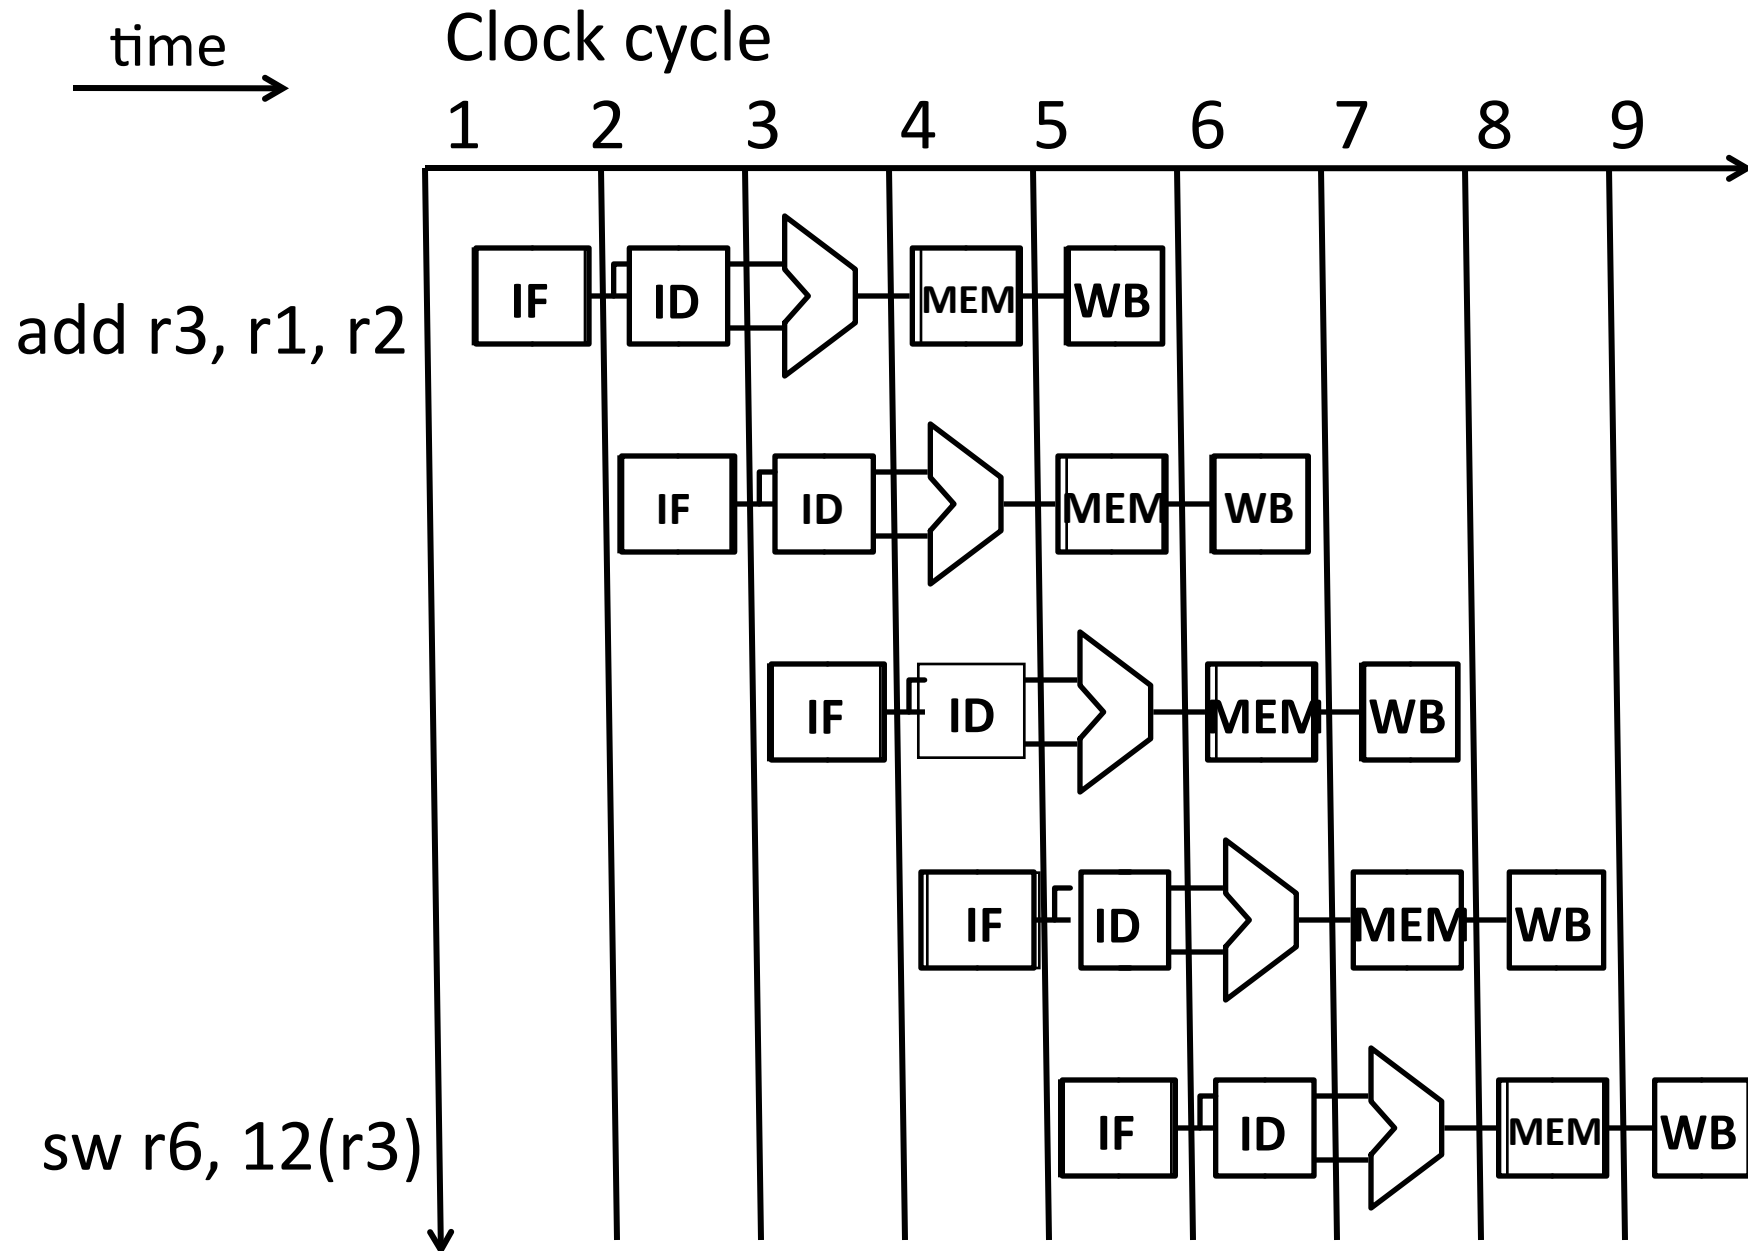 time Clock cycle
1 2 3 4 5 6 7 8 9
add r3, r1, r2 IF ID MEM WB
IF ID MEM WB
IF ID MEM WB
IF ID MEM WB
sw r6, 12(r3) IF ID MEM WB